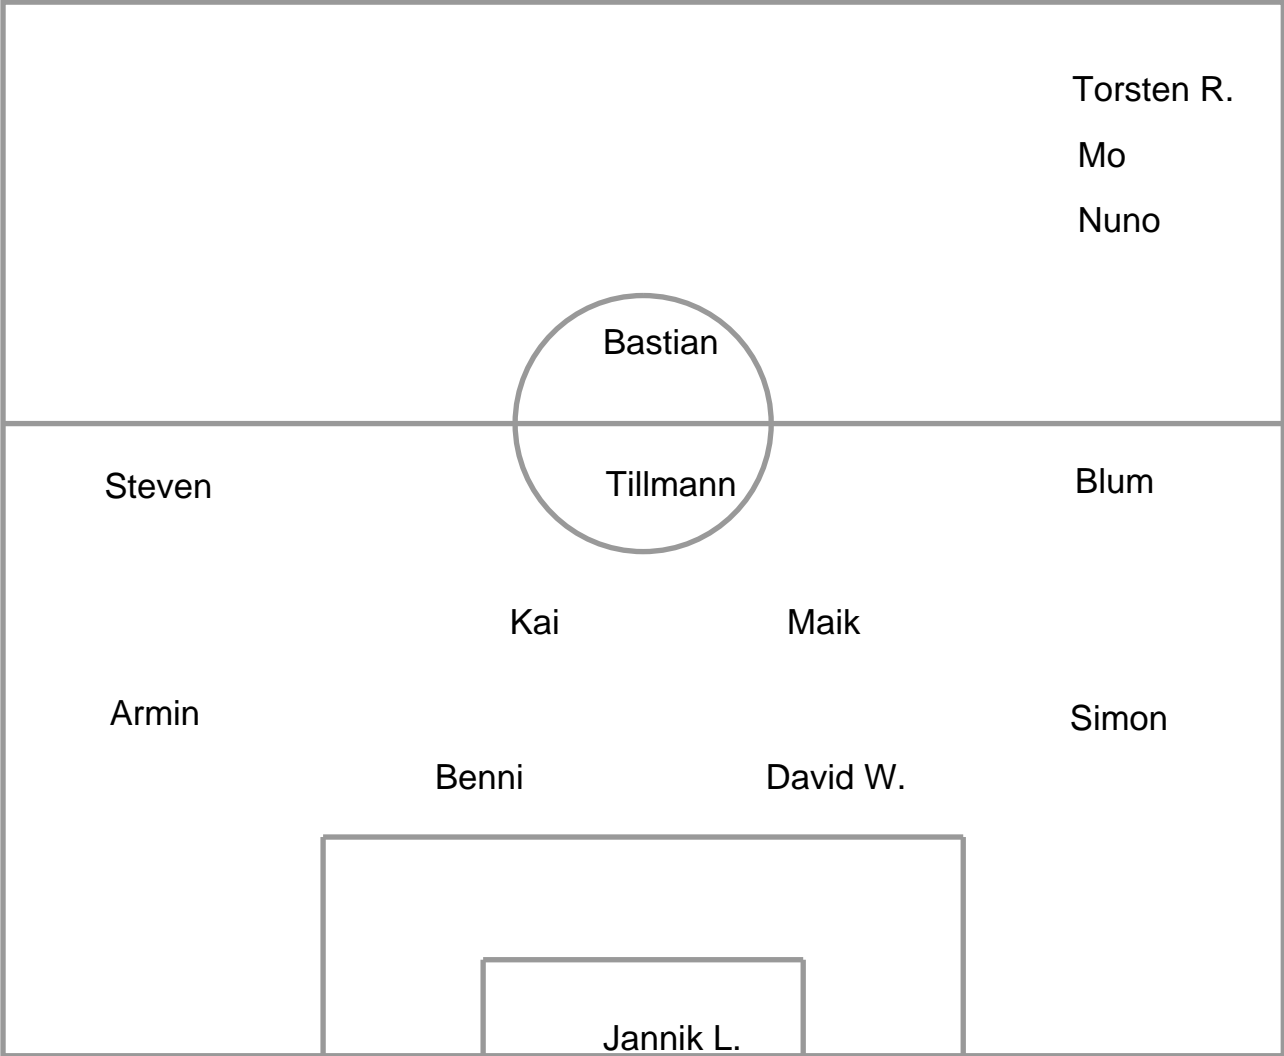 Torsten R.
Mo
Nuno
Bastian
Steven
Tillmann
Blum
Kai
Maik
Armin
Simon
Benni
David W.
Jannik L.